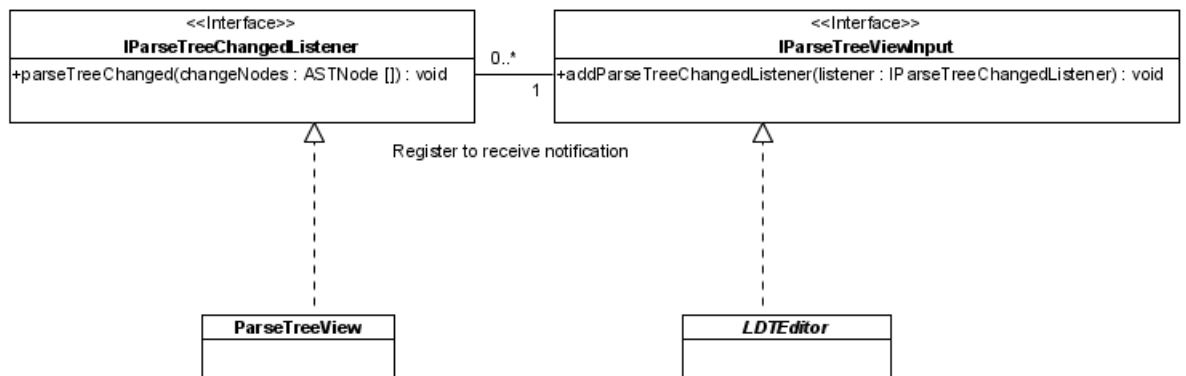 <<Interface>>
IParseTreeChangedListener
+parseTreeChanged(changeNodes : ASTNode []) : void
0..*
1
<<Interface>>
IParseTreeViewInput
+addParseTreeChangedListener(listener : IParseTreeChangedListener) : void
Register to receive notification
ParseTreeView
LDTEditor